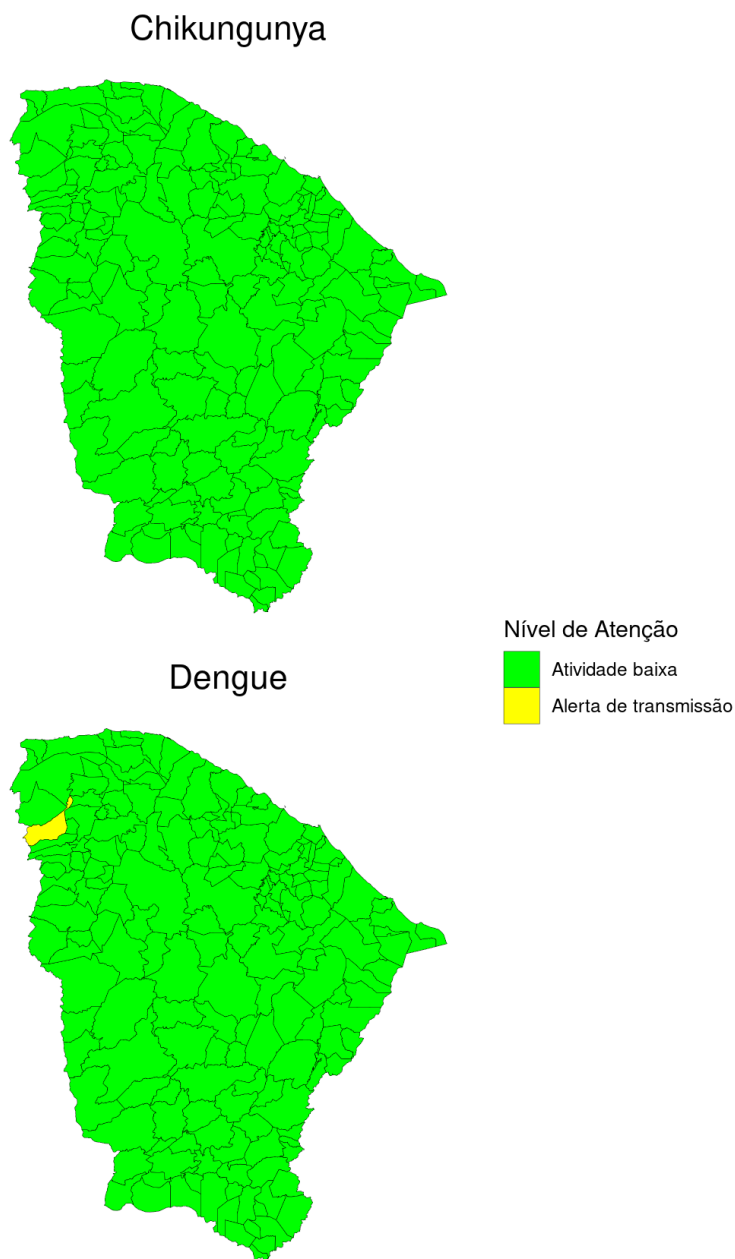 Chikungunya
Nível de Atenção
Atividade baixa
Alerta de transmissão
Dengue